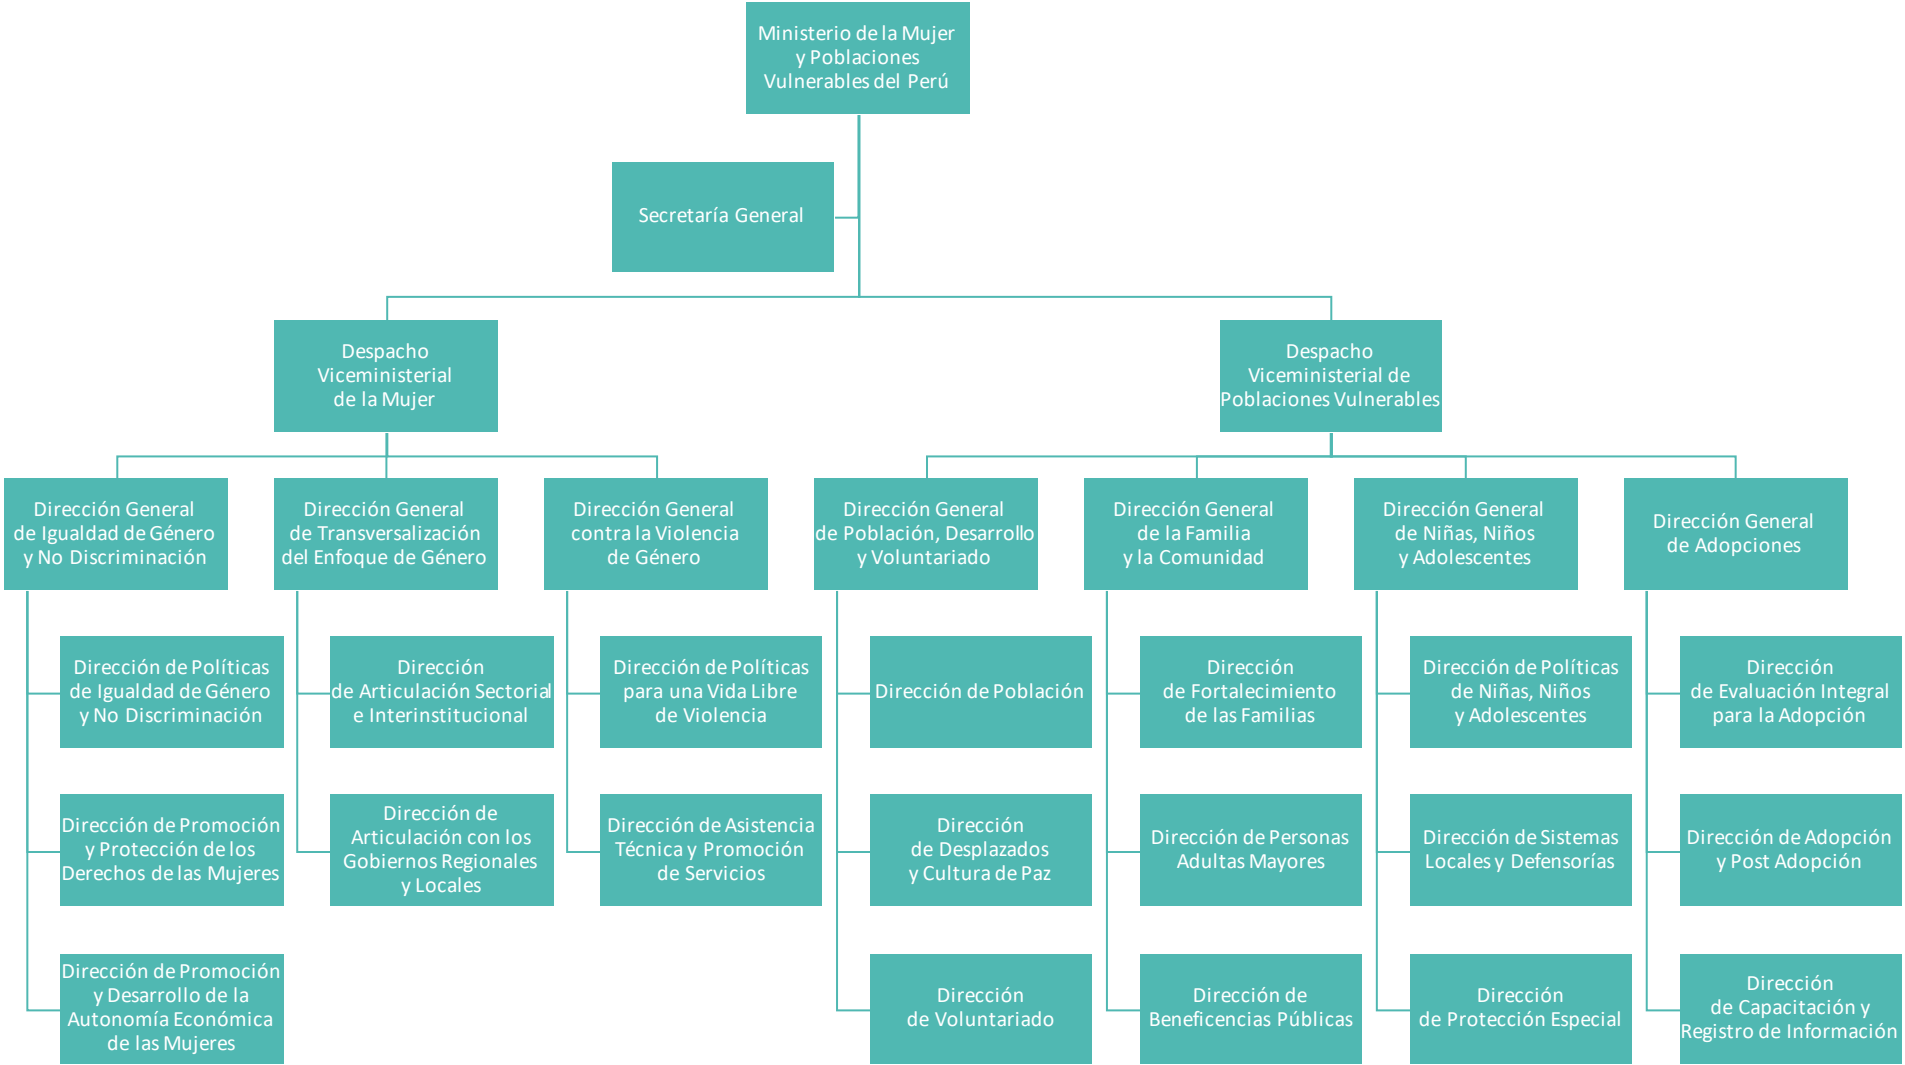 Ministerio de la Mujer
y Poblaciones
Vulnerables del Perú
Secretaría General
Despacho
Viceministerial
de la Mujer
Despacho
Viceministerial de
Poblaciones Vulnerables
Dirección General
de Igualdad de Género
y No Discriminación
Dirección General
de Transversalización
del Enfoque de Género
Dirección General
contra la Violencia
de Género
Dirección General
de Población, Desarrollo
y Voluntariado
Dirección General
de la Familia
y la Comunidad
Dirección General
de Niñas, Niños
y Adolescentes
Dirección General
de Adopciones
Dirección de Políticas
de Igualdad de Género
y No Discriminación
Dirección
de Articulación Sectorial
e Interinstitucional
Dirección de Políticas
para una Vida Libre
de Violencia
Dirección de Población
Dirección
de Fortalecimiento
de las Familias
Dirección de Políticas
de Niñas, Niños
y Adolescentes
Dirección
de Evaluación Integral
para la Adopción
Dirección de Promoción
y Protección de los
Derechos de las Mujeres
Dirección de
Articulación con los
Gobiernos Regionales
y Locales
Dirección de Asistencia
Técnica y Promoción
de Servicios
Dirección
de Desplazados
y Cultura de Paz
Dirección de Personas
Adultas Mayores
Dirección de Sistemas
Locales y Defensorías
Dirección de Adopción
y Post Adopción
Dirección de Promoción
y Desarrollo de la
Autonomía Económica
de las Mujeres
Dirección
de Voluntariado
Dirección de
Beneficencias Públicas
Dirección
de Protección Especial
Dirección
de Capacitación y
Registro de Información